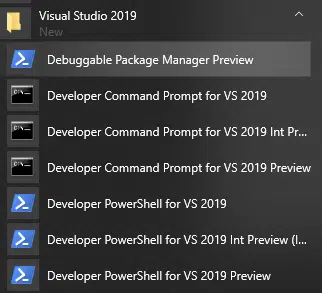 Visual Studio 2019
New
Debuggable Package Manager Preview
Developer Command Prompt for VS 2019
Developer Command Prompt for VS 2019 Int Pr...
Developer Command Prompt for VS 2019 Preview
Developer PowerShell for VS 2019
Developer PowerShell for VS 2019 Int Preview (I...
Developer PowerShell for VS 2019 Preview